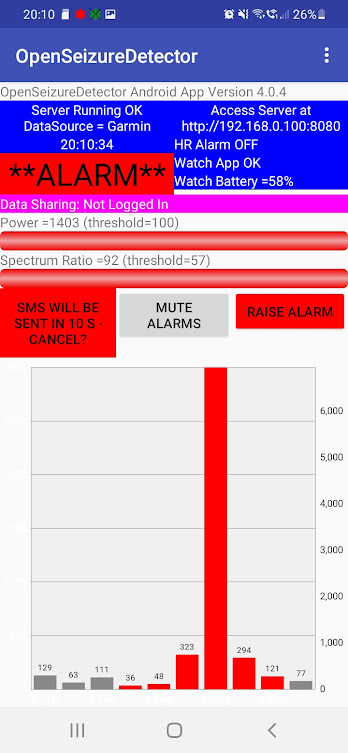 20:10
26%
OpenSeizureDetector
OpenSeizureDetector Android App Version 4.0.4
Server Running OK
DataSource = Garmin
20:10:34
**ALARM**
Access Server at
http://192.168.0.100:8080
HR Alarm OFF
Watch App OK
Watch Battery =58%
Data Sharing: Not Logged In
Power =1403 (threshold=100)
Spectrum Ratio =92 (threshold=57)
SMS WILL BE
SENT IN 10 S -
CANCEL?
MUTE
ALARMS
RAISE ALARM
6,000
5,000
4,000
3,000
2,000
1,000
0
129
63
111
36
48
323
294
121
77